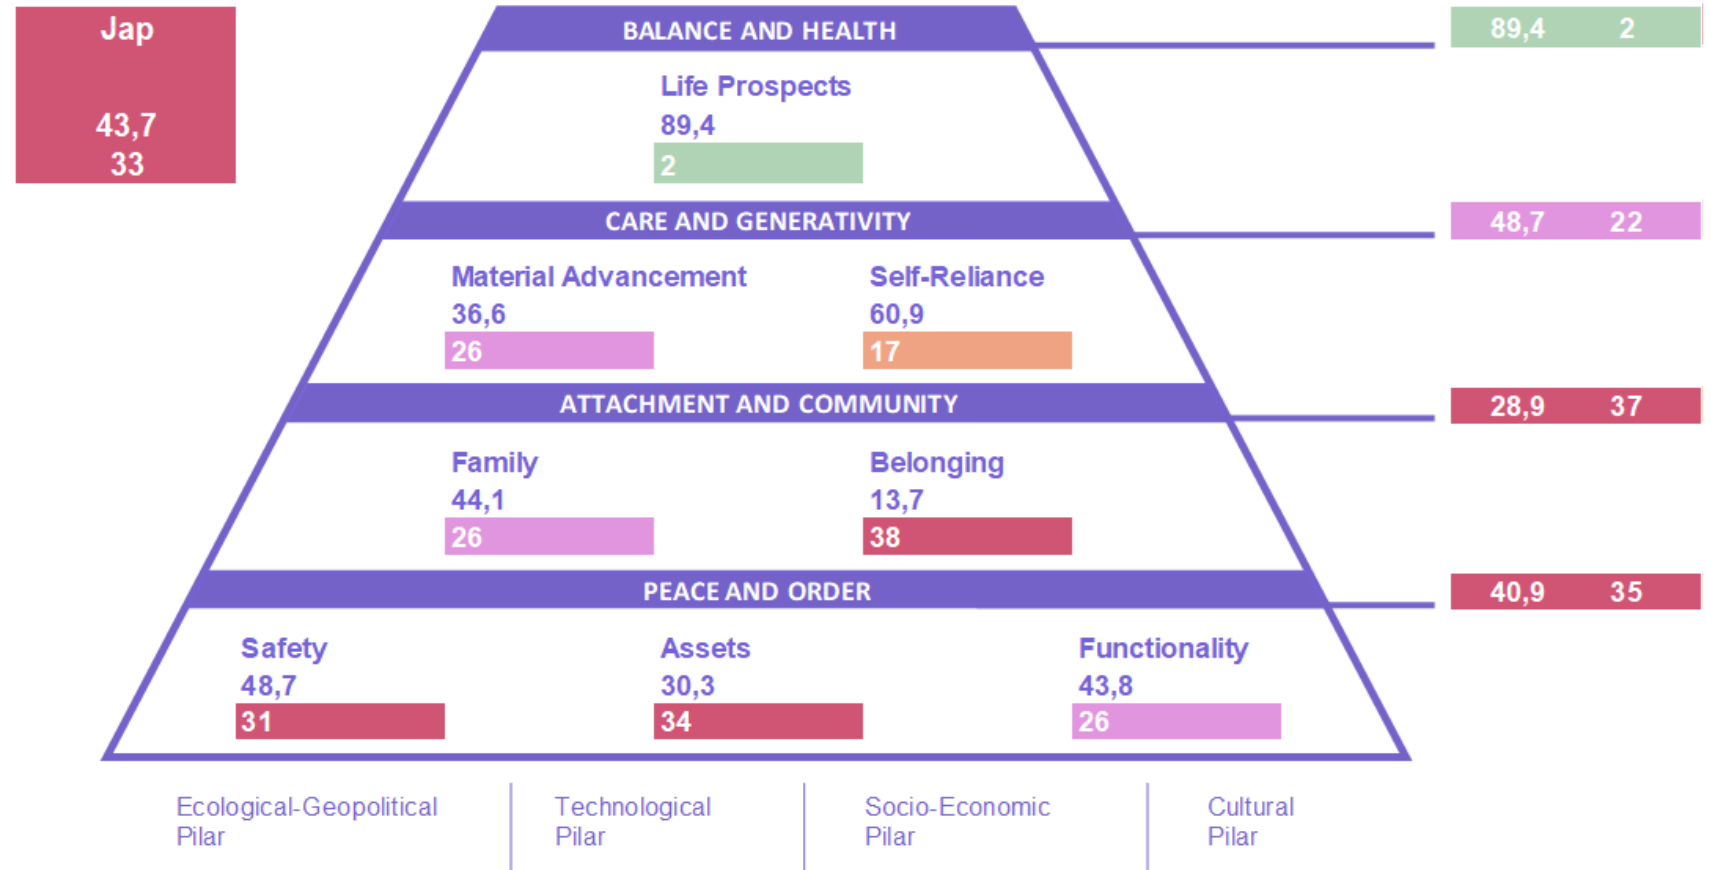 Jap
43,7
33
BALANCE AND HEALTH
89,4 2
Life Prospects
89,4
2
CARE AND GENERATIVITY
48,7 22
Material Advancement
36,6
26
Self-Reliance
60,9
17
ATTACHMENT AND COMMUNITY
28,9 37
Family
44,1
26
Belonging
13,7
38
PEACE AND ORDER
40,9 35
Safety
48,7
31
Assets
30,3
34
Functionality
43,8
26
Ecological-Geopolitical
Pilar
Technological
Pilar
Socio-Economic
Pilar
Cultural
Pilar